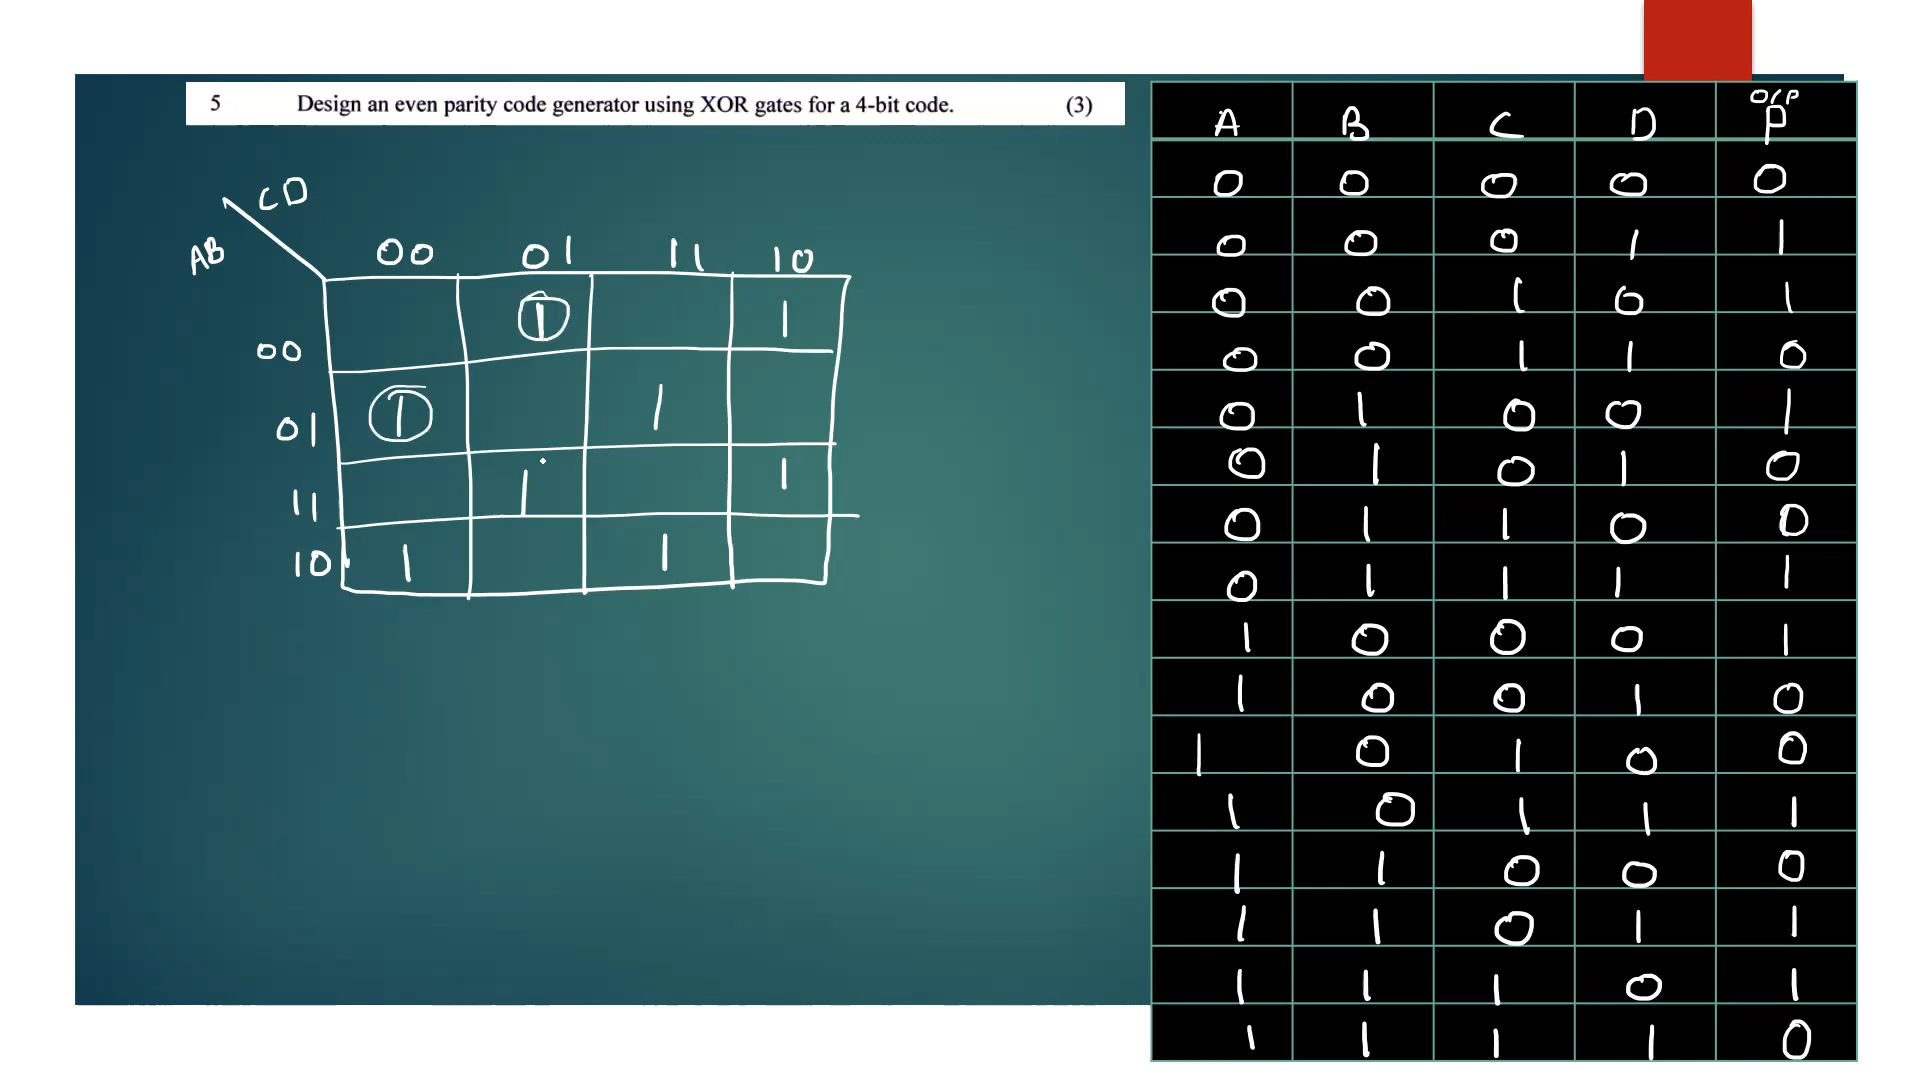 5 Design an even parity code generator using XOR gates for a 4-bit code. (3)
CD
AB
00 01 11 10
00 1 1
01 1 1
11 1 1
10 1 1
O/P
A B C D P
0 0 0 0 0
0 0 0 1 1
0 0 1 0 1
0 0 1 1 0
0 1 0 0 1
0 1 0 1 0
0 1 1 0 0
0 1 1 1 1
1 0 0 0 1
1 0 0 1 0
1 0 1 0 0
1 0 1 1 1
1 1 0 0 0
1 1 0 1 1
1 1 1 0 1
1 1 1 1 0